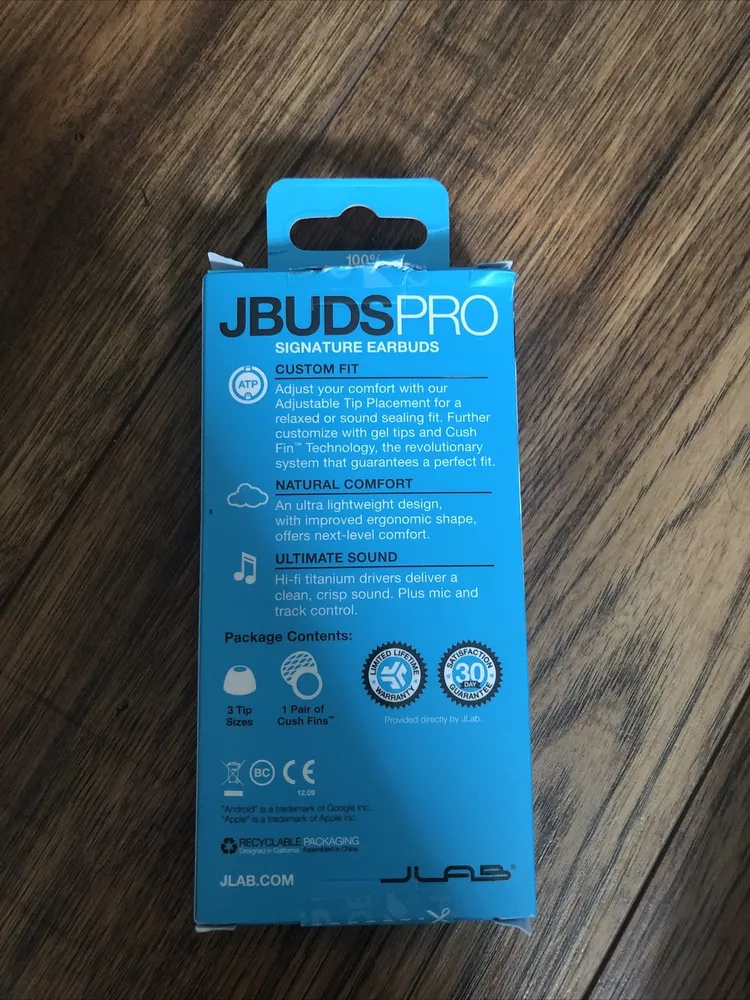 100%
JBUDSPRO
SIGNATURE EARBUDS
CUSTOM FIT
ATP
Adjust your comfort with our
Adjustable Tip Placement for a
relaxed or sound sealing fit. Further
customize with gel tips and Cush
Fin™ Technology, the revolutionary
system that guarantees a perfect fit.
NATURAL COMFORT
An ultra lightweight design,
with improved ergonomic shape,
offers next-level comfort.
ULTIMATE SOUND
Hi-fi titanium drivers deliver a
clean, crisp sound. Plus mic and
track control.
Package Contents:
3 Tip
Sizes
1 Pair of
Cush Fins™
LIMITED LIFETIME
WARRANTY
SATISFACTION
30
DAY
GUARANTEE
Provided directly by JLab.
BC
CE
12.09
"Android" is a trademark of Google Inc.
"Apple" is a trademark of Apple Inc.
RECYCLABLE PACKAGING
Designed in California. Assembled in China.
JLAB.COM
JLAB®